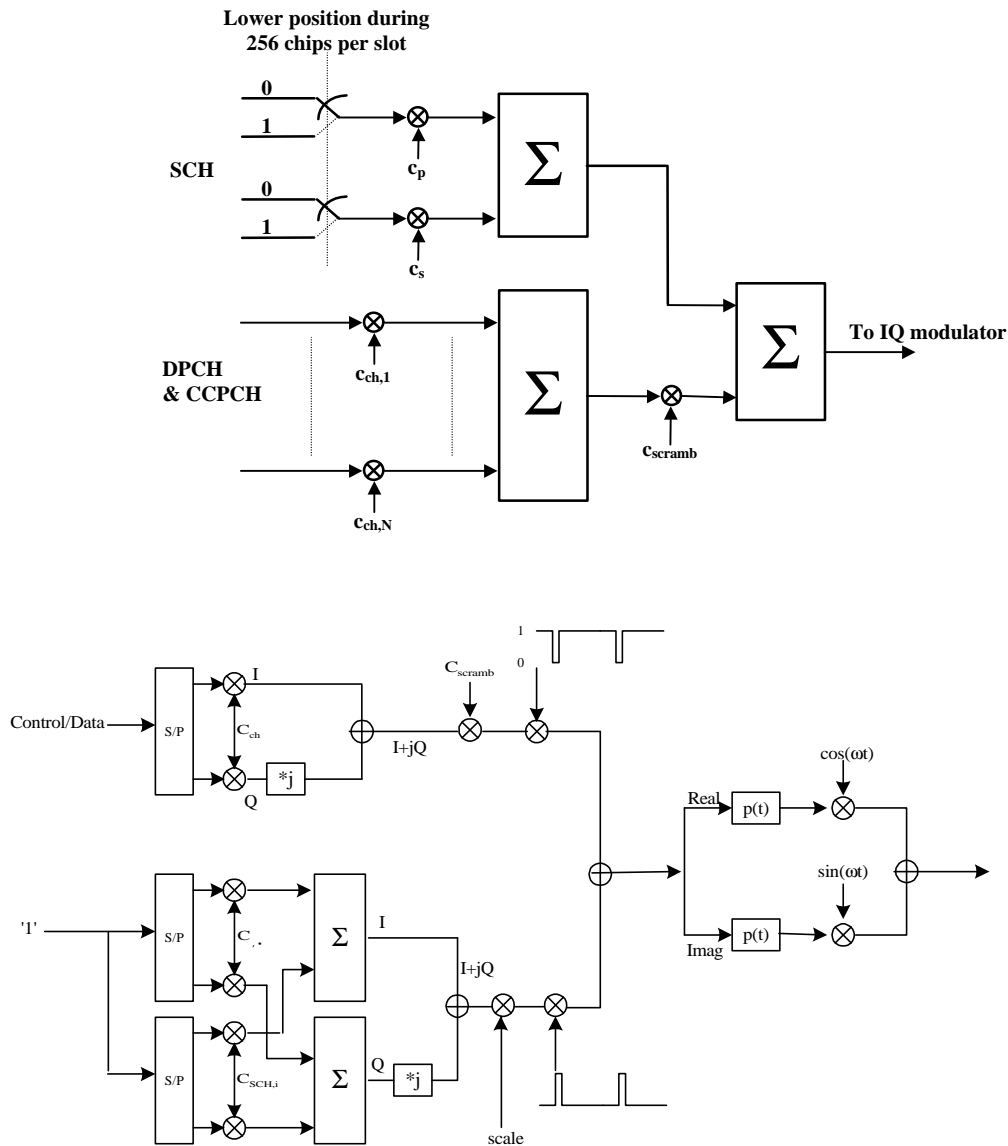 Lower position during
256 chips per slot
0
1
SCH
0
1
c_p
c_s
Σ
DPCH
& CCPCH
c_ch,1
c_ch,N
Σ
c_scramb
Σ
To IQ modulator
1
0
Control/Data
S/P
I
C_ch
Q
*j
I+jQ
C_scramb
'1'
S/P
C
S/P
C_SCH,i
Σ
I
Σ
Q
*j
I+jQ
scale
Real
p(t)
cos(ωt)
Imag
p(t)
sin(ωt)